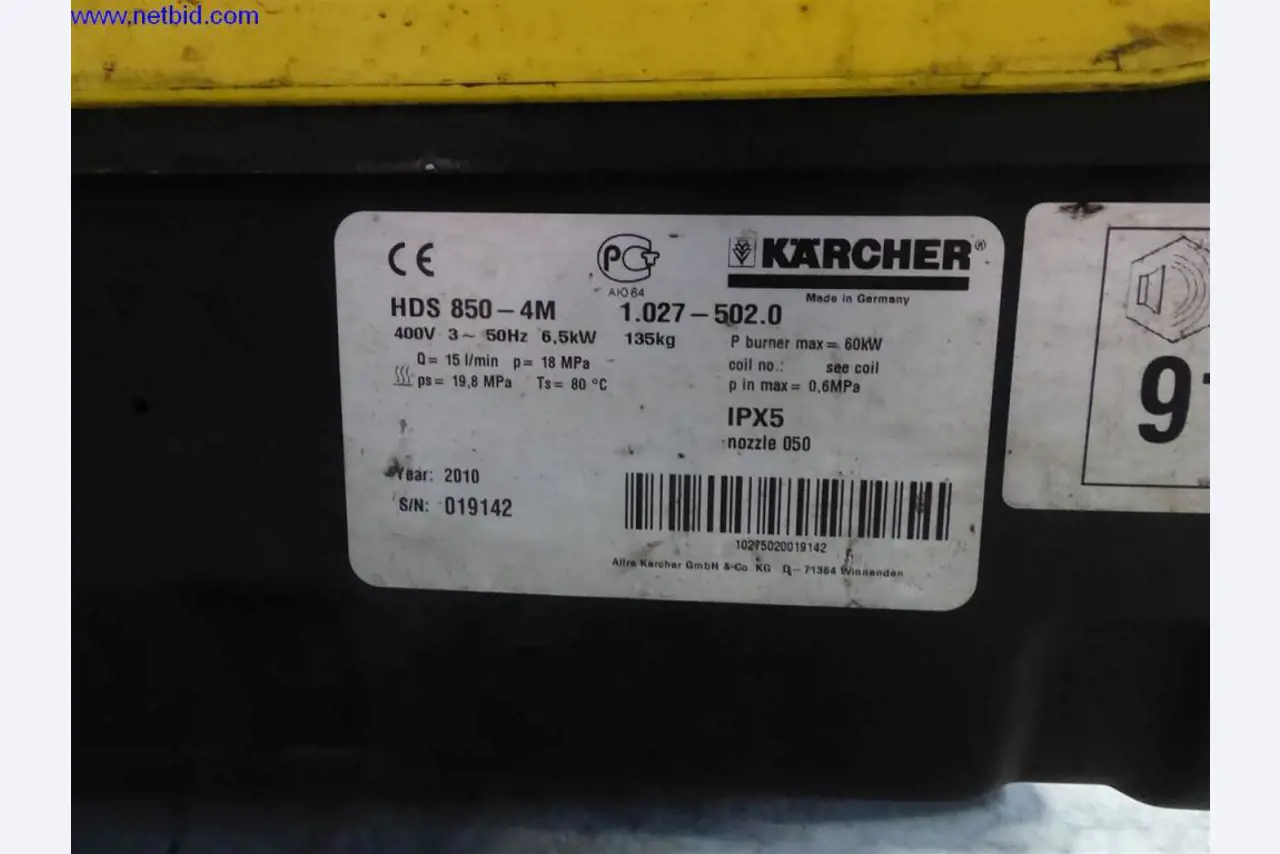 www.netbid.com
CE
PCT
АЮ64
KÄRCHER®
Made in Germany
HDS 850-4M 1.027-502.0
400V 3~ 50Hz 6,5kW 135kg
Q= 15 l/min p= 18 MPa
ps= 19,8 MPa Ts= 80 °C
P burner max= 60kW
coil no.: see coil
p in max= 0,6MPa
IPX5
nozzle 050
Year: 2010
S/N: 019142
10275020019142
Alfred Kärcher GmbH & Co. KG D-71364 Winnenden
9